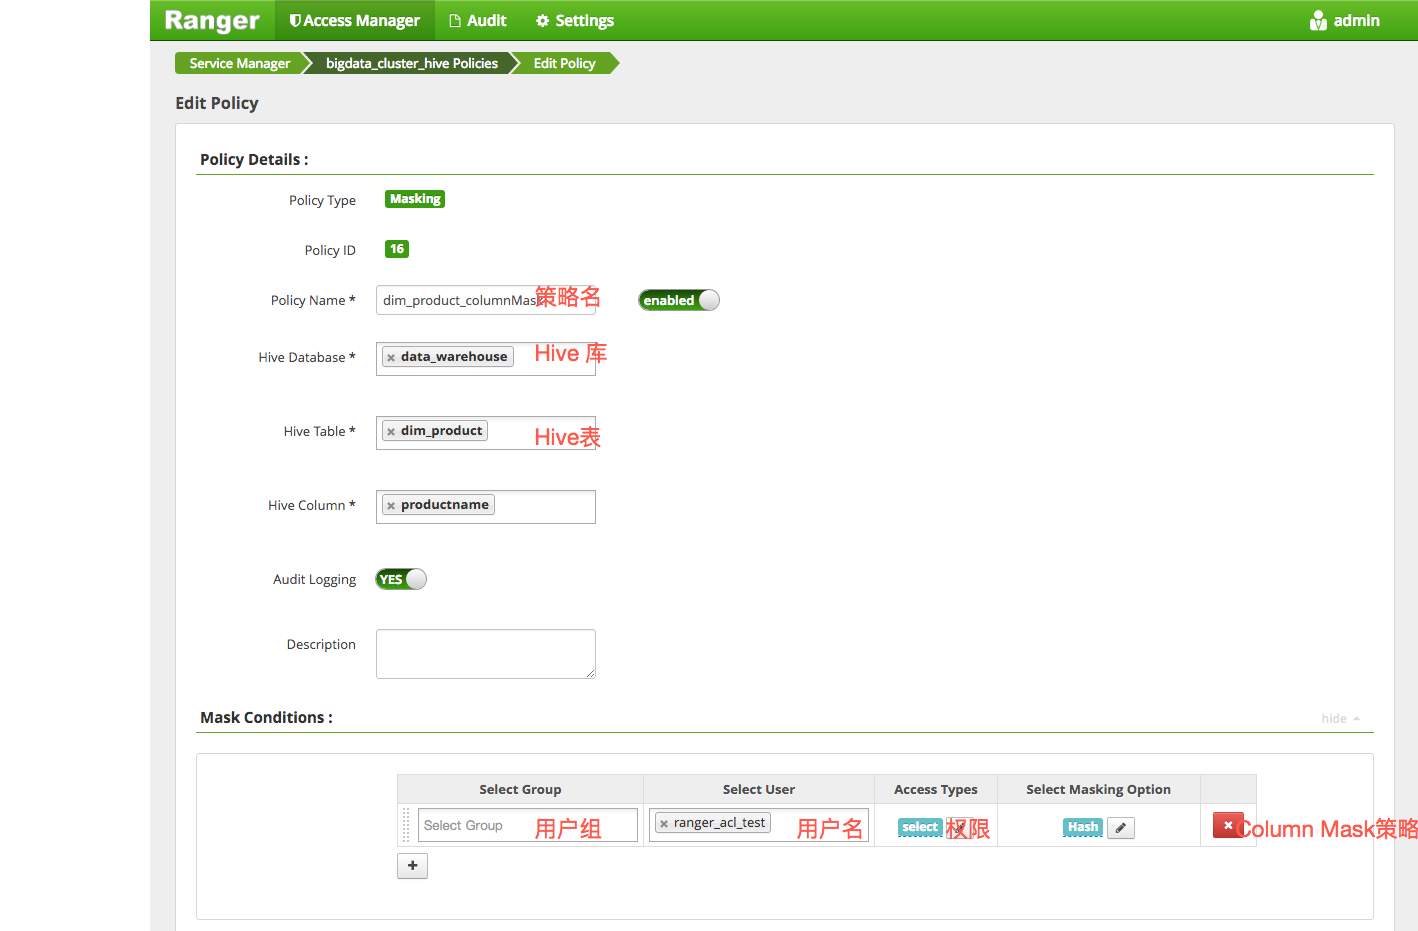 Ranger Access Manager Audit Settings admin
Service Manager bigdata_cluster_hive Policies Edit Policy
Edit Policy
Policy Details :
Policy Type Masking
Policy ID 16
Policy Name * dim_product_columnMask 策略名 enabled
Hive Database * × data_warehouse Hive 库
Hive Table * × dim_product Hive表
Hive Column * × productname
Audit Logging YES
Description
Mask Conditions : hide
Select Group Select User Access Types Select Masking Option
Select Group 用户组 × ranger_acl_test 用户名 select 权限 Hash × Column Mask策略
+